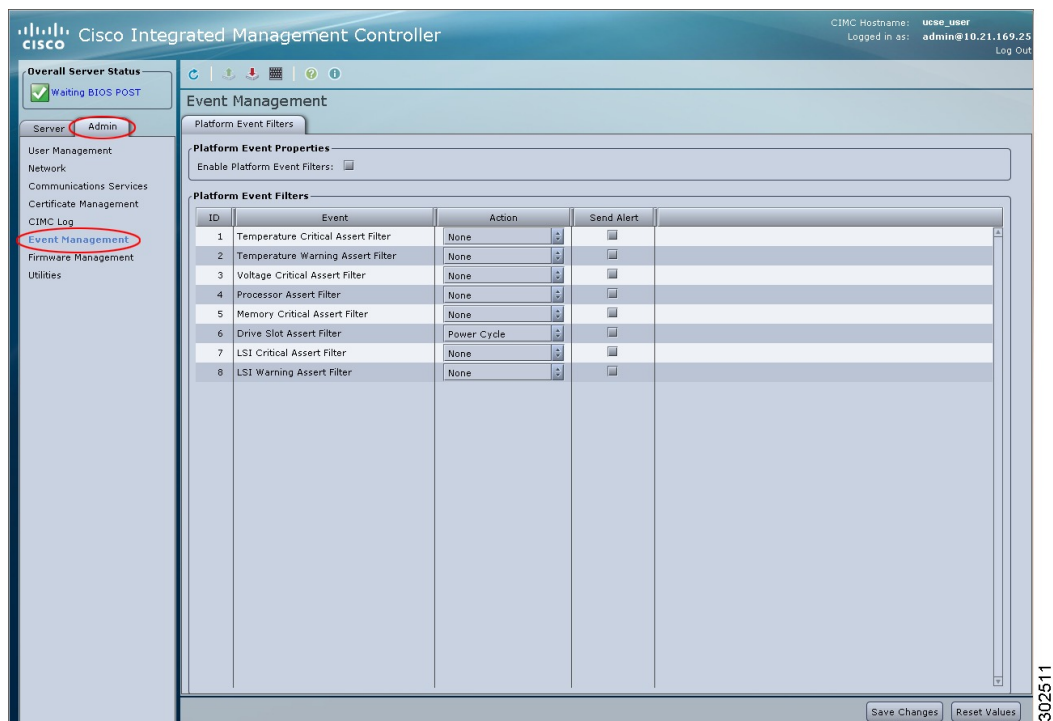 CISCO Cisco Integrated Management Controller
CIMC Hostname: ucse_user
Logged in as: admin@10.21.169.25
Log Out
Overall Server Status
Waiting BIOS POST
Server Admin
User Management
Network
Communications Services
Certificate Management
CIMC Log
Event Management
Firmware Management
Utilities
Event Management
Platform Event Filters
Platform Event Properties
Enable Platform Event Filters:
Platform Event Filters
ID Event Action Send Alert
1 Temperature Critical Assert Filter None
2 Temperature Warning Assert Filter None
3 Voltage Critical Assert Filter None
4 Processor Assert Filter None
5 Memory Critical Assert Filter None
6 Drive Slot Assert Filter Power Cycle
7 LSI Critical Assert Filter None
8 LSI Warning Assert Filter None
Save Changes Reset Values
302511